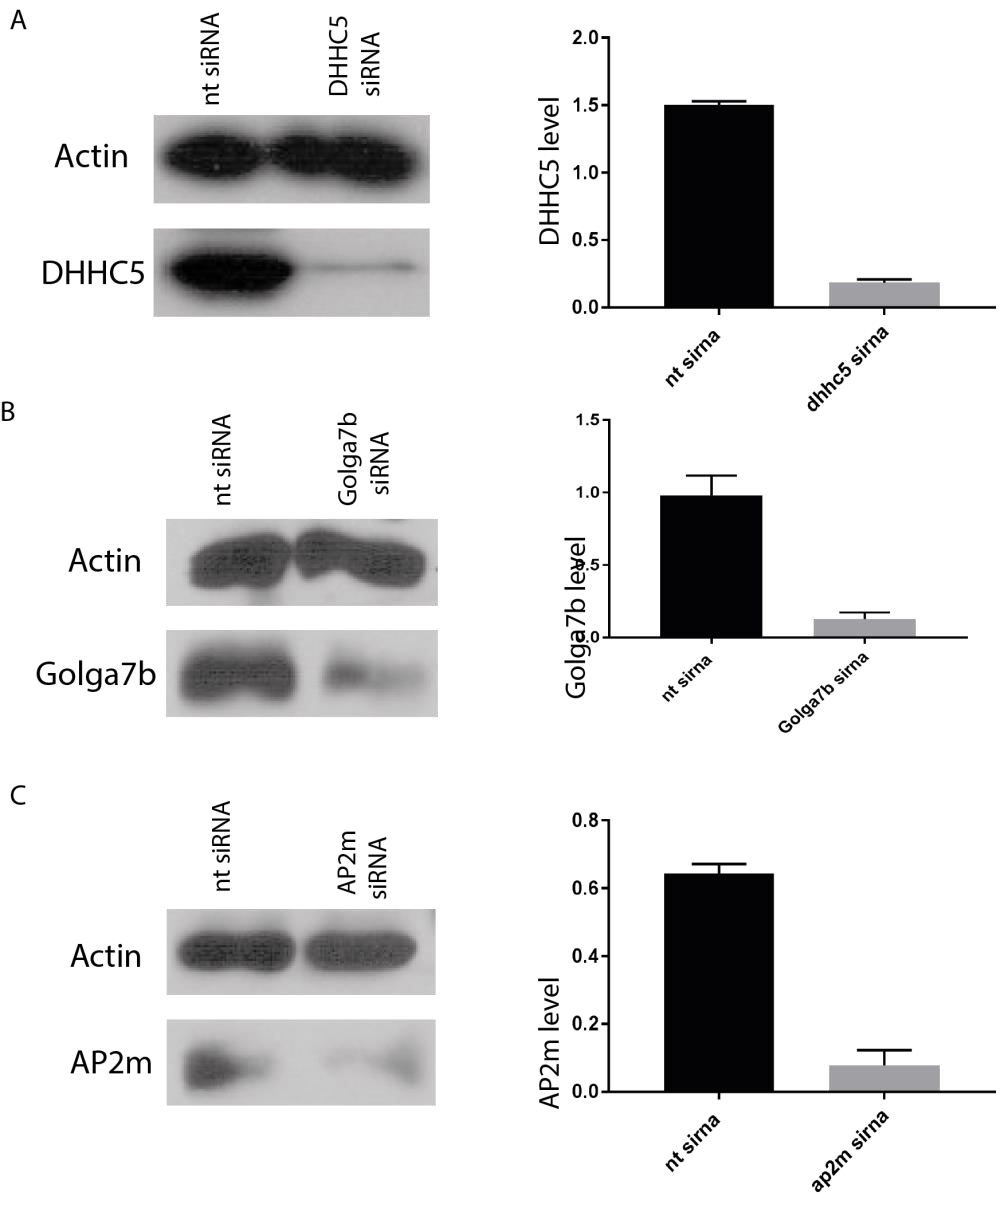 A
nt siRNA
DHHC5
siRNA
Actin
DHHC5
DHHC5 level
2.0
1.5
1.0
0.5
0.0
nt sirna
dhhc5 sirna
B
nt siRNA
Golga7b
siRNA
Actin
Golga7b
Golga7b level
1.5
1.0
0.5
0.0
nt sirna
Golga7b sirna
C
nt siRNA
AP2m
siRNA
Actin
AP2m
AP2m level
0.8
0.6
0.4
0.2
0.0
nt sirna
ap2m sirna